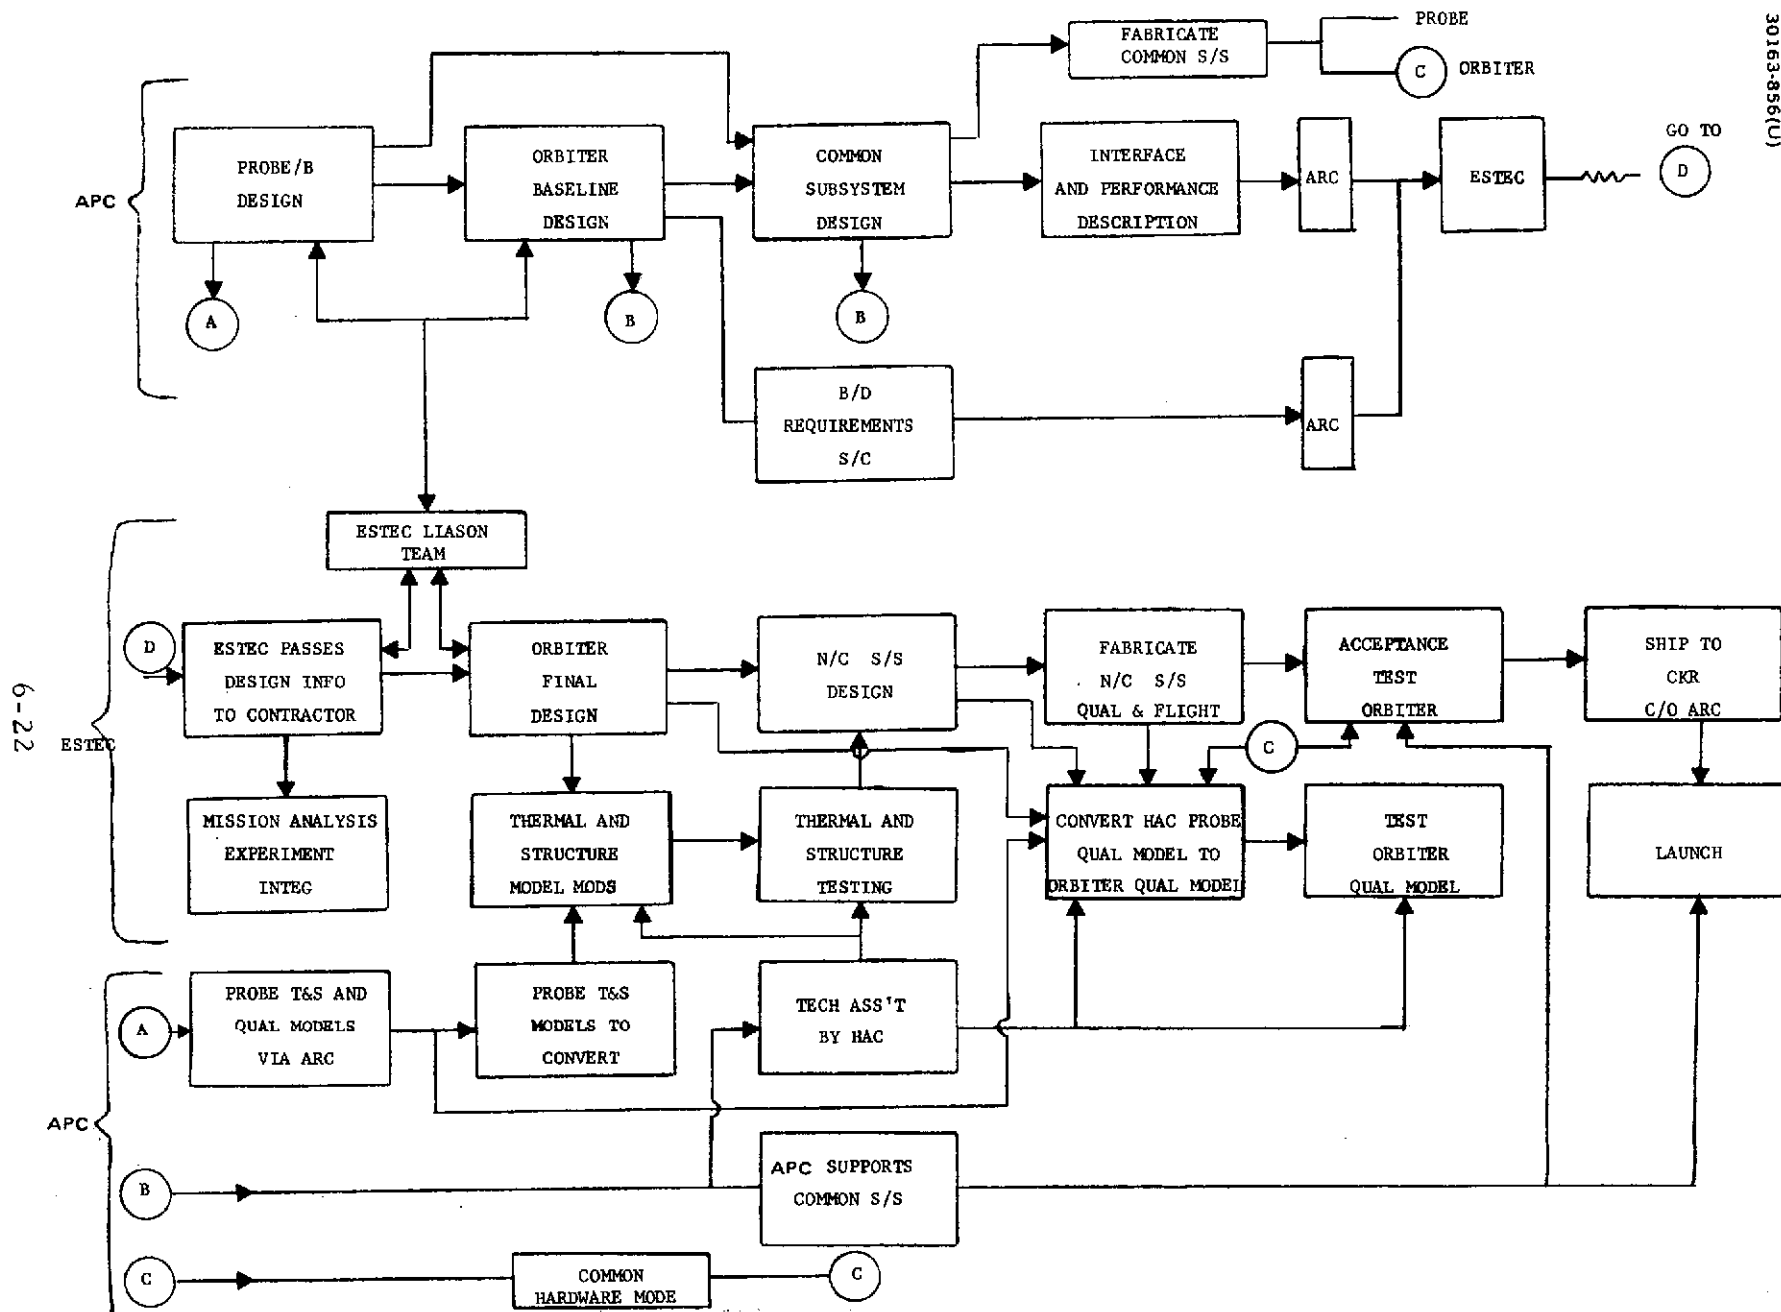 30163-856(U)
PROBE
FABRICATE
COMMON S/S
C
ORBITER
GO TO
D
APC
PROBE/B
DESIGN
ORBITER
BASELINE
DESIGN
COMMON
SUBSYSTEM
DESIGN
INTERFACE
AND PERFORMANCE
DESCRIPTION
ARC
ESTEC
A
B
B
B/D
REQUIREMENTS
S/C
ARC
ESTEC LIASON
TEAM
6-22
ESTEC
D
ESTEC PASSES
DESIGN INFO
TO CONTRACTOR
ORBITER
FINAL
DESIGN
N/C S/S
DESIGN
FABRICATE
N/C S/S
QUAL & FLIGHT
ACCEPTANCE
TEST
ORBITER
SHIP TO
CKR
C/O ARC
C
MISSION ANALYSIS
EXPERIMENT
INTEG
THERMAL AND
STRUCTURE
MODEL MODS
THERMAL AND
STRUCTURE
TESTING
CONVERT HAC PROBE
QUAL MODEL TO
ORBITER QUAL MODEL
TEST
ORBITER
QUAL MODEL
LAUNCH
APC
A
PROBE T&S AND
QUAL MODELS
VIA ARC
PROBE T&S
MODELS TO
CONVERT
TECH ASS'T
BY HAC
B
APC SUPPORTS
COMMON S/S
C
COMMON
HARDWARE MODE
C